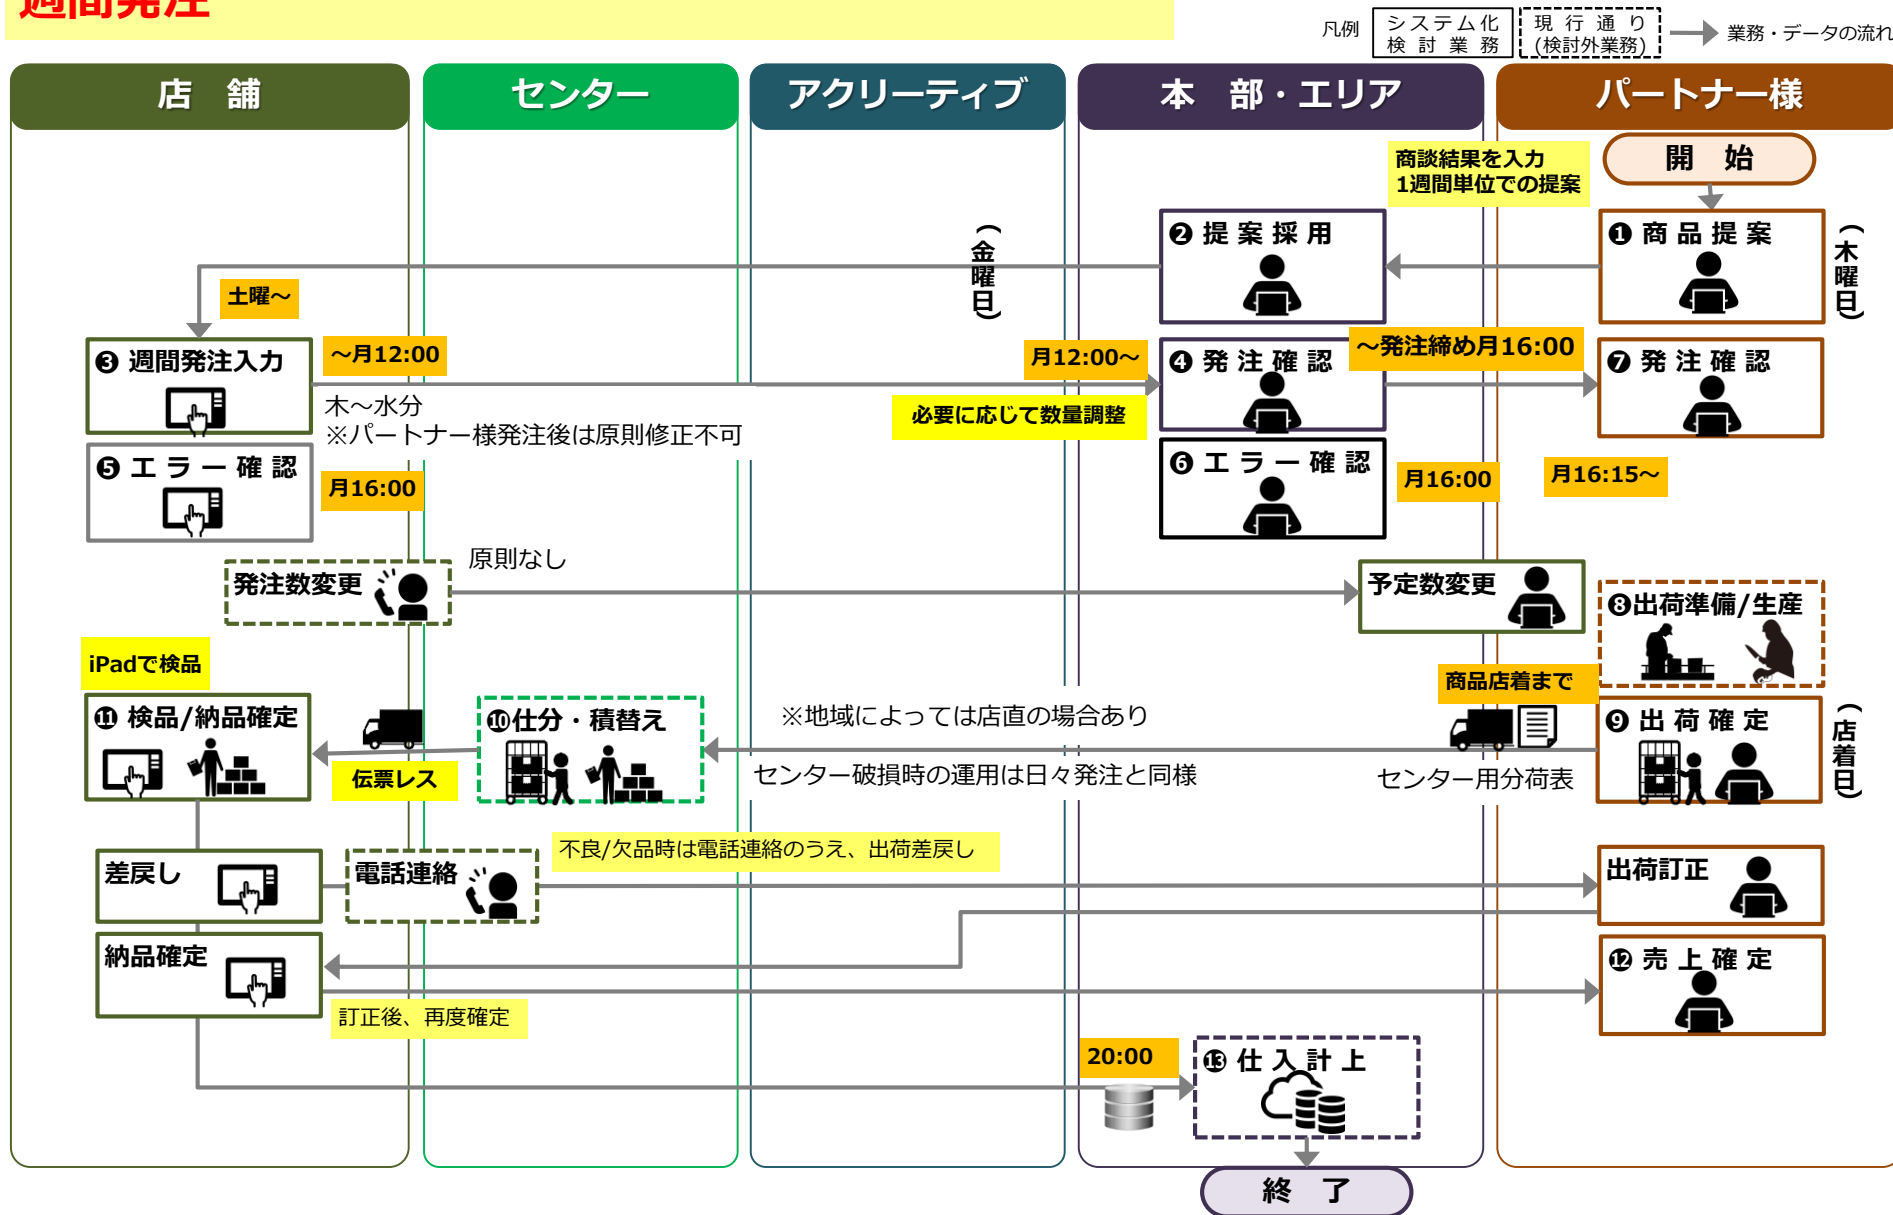 週間発注
凡例
システム化
検討業務
現行通り
(検討外業務)
業務・データの流れ
店　舗
センター
アクリーティブ
本　部・エリア
パートナー様
商談結果を入力
1週間単位での提案
開　始
❷ 提案採用
❶ 商品提案
(金曜日)
(木曜日)
土曜～
❸ 週間発注入力
～月12:00
月12:00～
❹ 発注確認
～発注締め月16:00
❼ 発注確認
木～水分
※パートナー様発注後は原則修正不可
必要に応じて数量調整
❺ エラー確認
月16:00
❻ エラー確認
月16:00
月16:15～
発注数変更
原則なし
予定数変更
❽出荷準備/生産
iPadで検品
商品店着まで
⓫ 検品/納品確定
❿仕分・積替え
※地域によっては店直の場合あり
❾ 出荷確定
(店着日)
伝票レス
センター破損時の運用は日々発注と同様
センター用分荷表
差戻し
電話連絡
不良/欠品時は電話連絡のうえ、出荷差戻し
出荷訂正
納品確定
⓬ 売上確定
訂正後、再度確定
20:00
⓭ 仕入計上
終　了